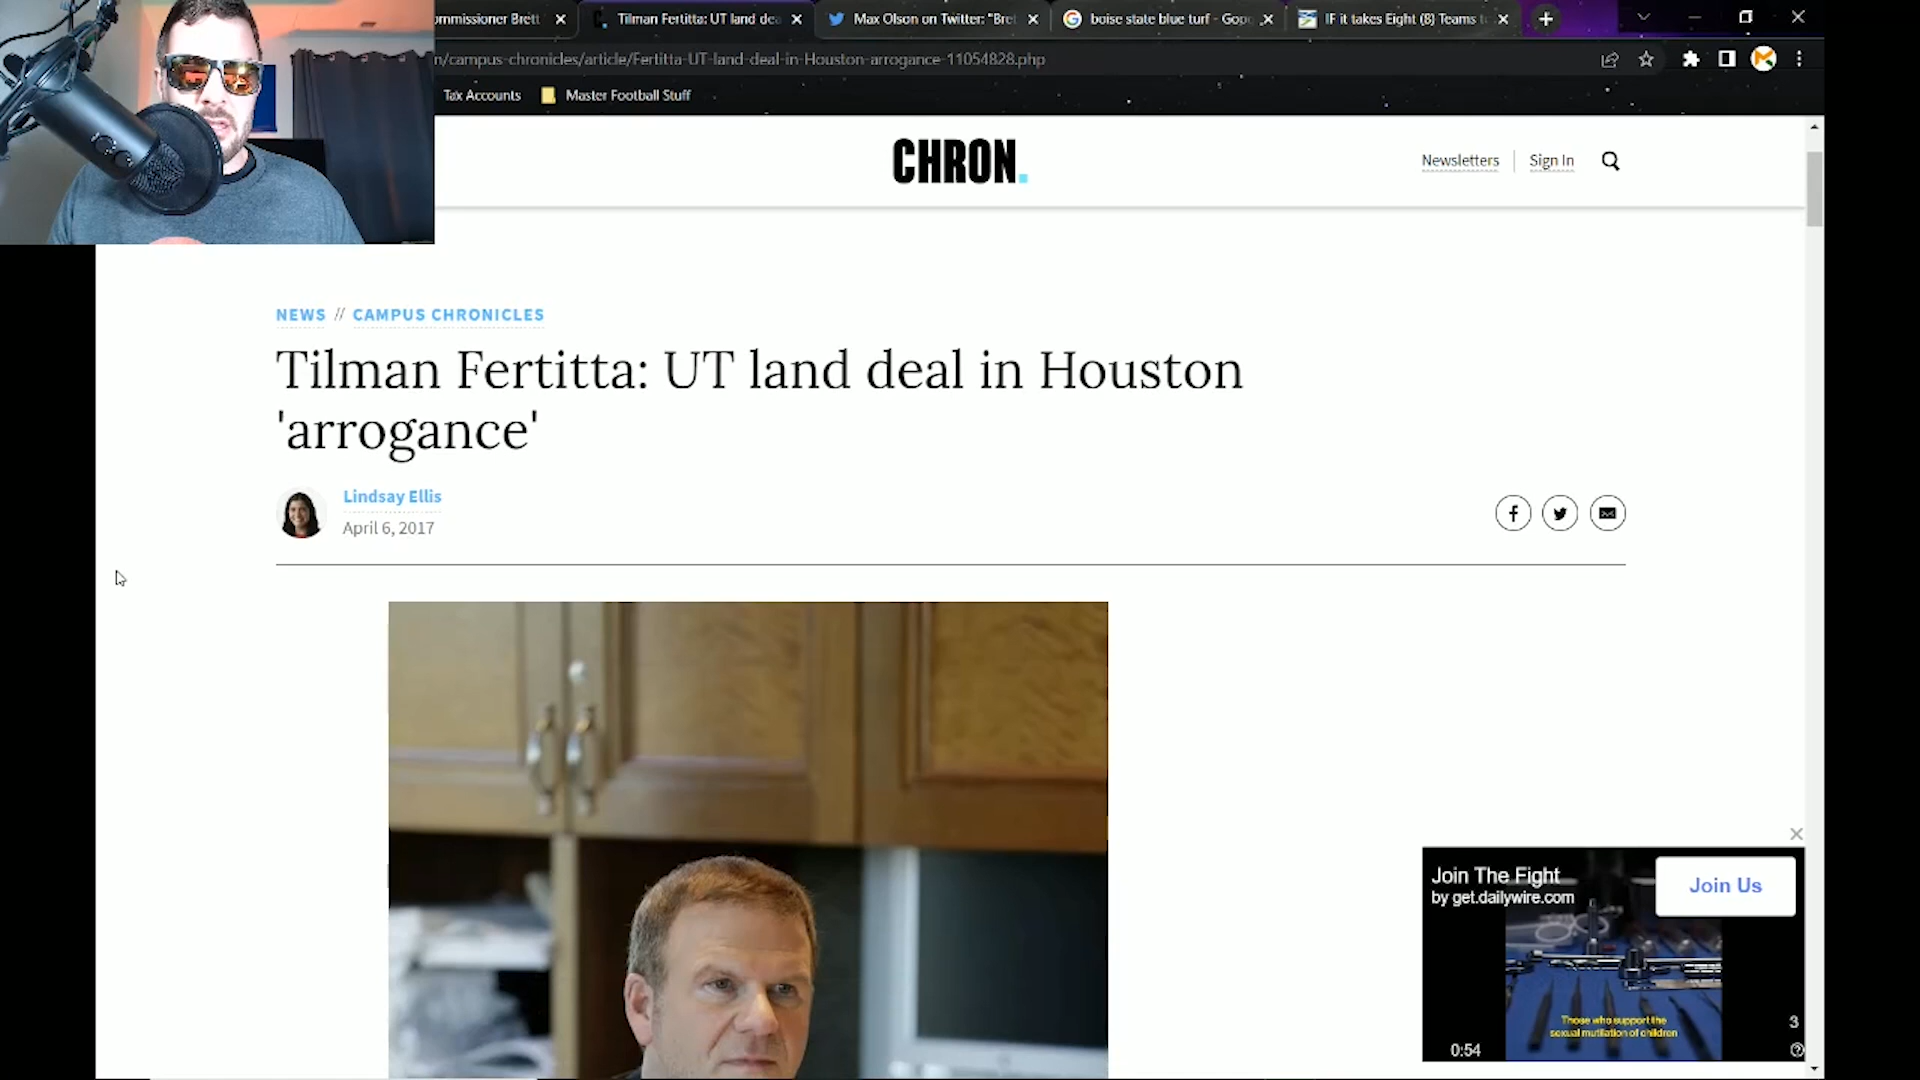 ommissioner Brett
Tilman Fertitta: UT land dea
Max Olson on Twitter: "Bret
boise state blue turf - Goog
IF it takes Eight (8) Teams t
n/campus-chronicles/article/Fertitta-UT-land-deal-in-Houston-arrogance-11054828.php
Tax Accounts
Master Football Stuff
CHRON.
Newsletters
Sign In
NEWS // CAMPUS CHRONICLES
Tilman Fertitta: UT land deal in Houston
'arrogance'
Lindsay Ellis
April 6, 2017
Join The Fight
by get.dailywire.com
Join Us
Those who support the
sexual mutilation of children
0:54
3